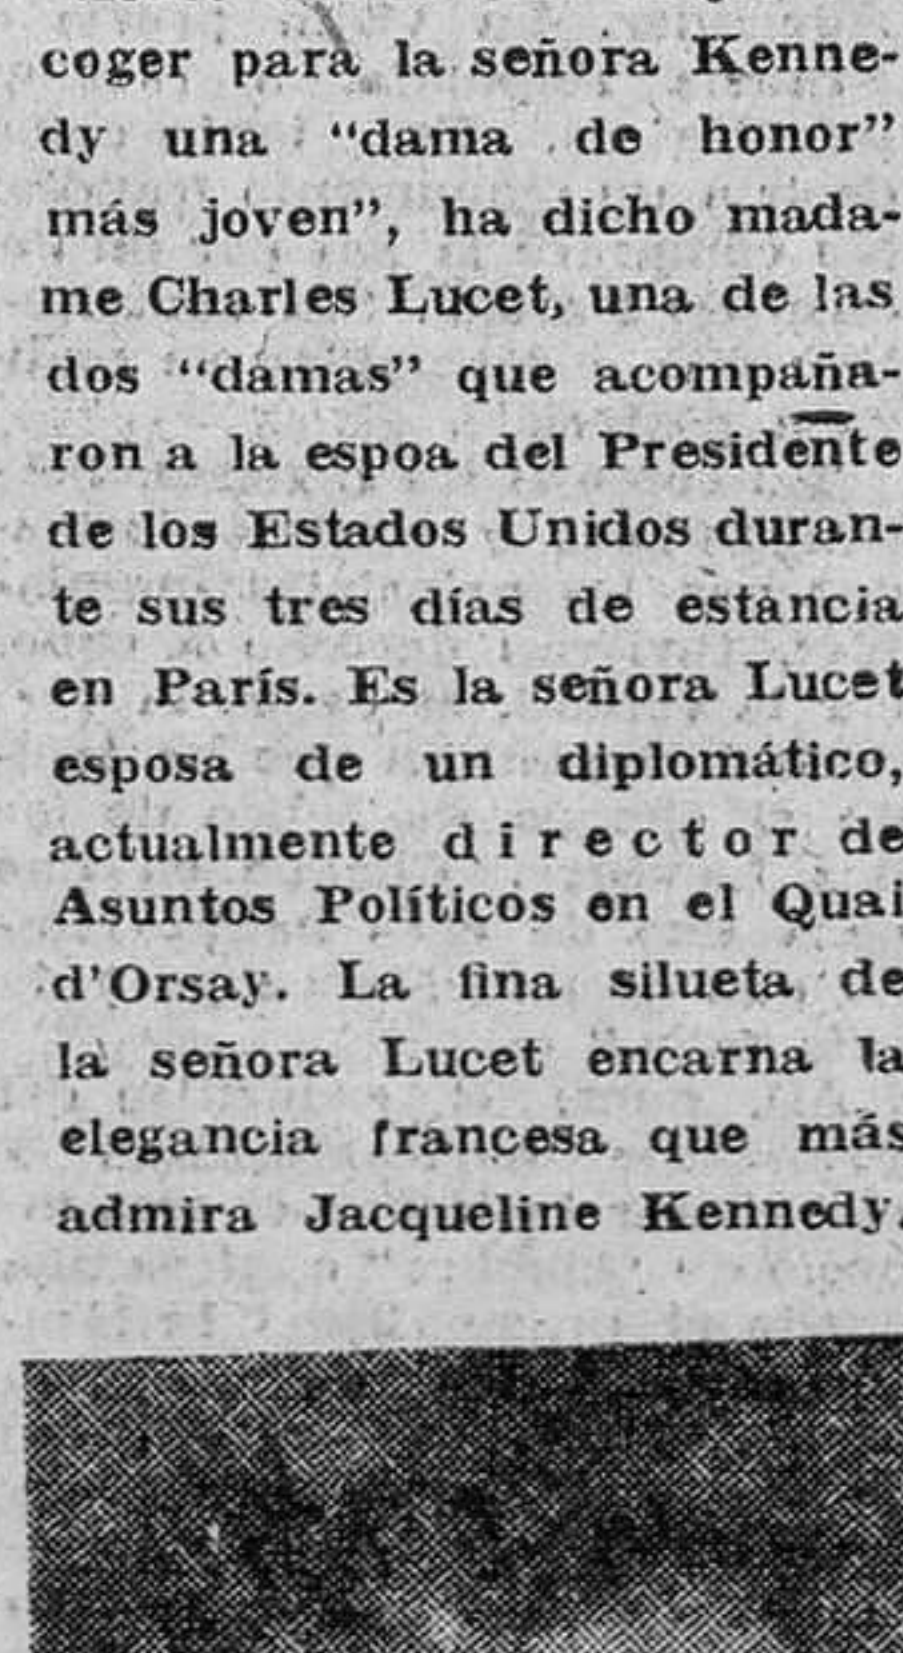 coger para la señora Kenne-
dy una “dama de honor”
más joven”, ha dicho mada-
me Charles Lucet, una de las
dos “damas” que acompaña-
ron a la espoa del Presidente
de los Estados Unidos duran-
te sus tres días de estancia
en París. Es la señora Lucet
esposa de un diplomático,
actualmente director de
Asuntos Políticos en el Quai
d’Orsay. La fina silueta de
la señora Lucet encarna la
elegancia francesa que más
admira Jacqueline Kennedy.